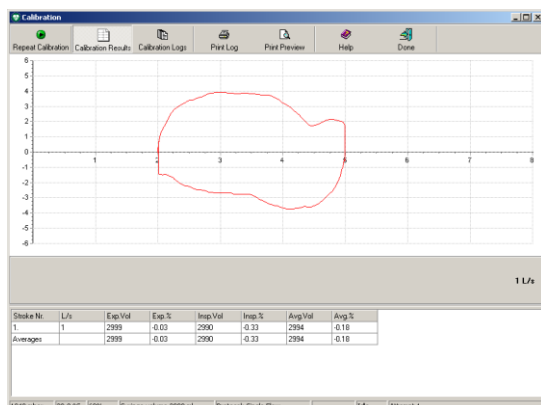 Calibration
Repeat Calibration Calibration Results Calibration Logs Print Log Print Preview Help Done
6
5
4
3
2
1
0 1 2 3 4 5 6 7 8
-1
-2
-3
-4
-5
-6
1 L/s
Stroke Nr. L/s Exp.Vol Exp.% Insp.Vol Insp.% Avg.Vol Avg.%
1. 1 2999 -0.03 2990 -0.33 2994 -0.18
Averages 2999 -0.03 2990 -0.33 2994 -0.18